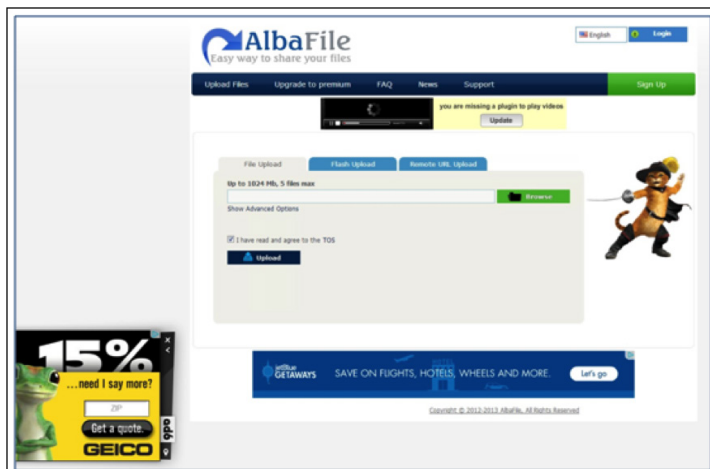 AlbaFile
Easy way to share your files
English
Login
Upload Files Upgrade to premium FAQ News Support Sign Up
you are missing a plugin to play videos
Update
File Upload Flash Upload Remote URL Upload
Up to 1024 Mb, 5 files max
Browse
Show Advanced Options
I have read and agree to the TOS
Upload
15%
...need I say more?
ZIP
Get a quote.
GEICO
jetBlue
GETAWAYS
SAVE ON FLIGHTS, HOTELS, WHEELS AND MORE.
Let's go
Copyright © 2012-2013 AlbaFile. All Rights Reserved